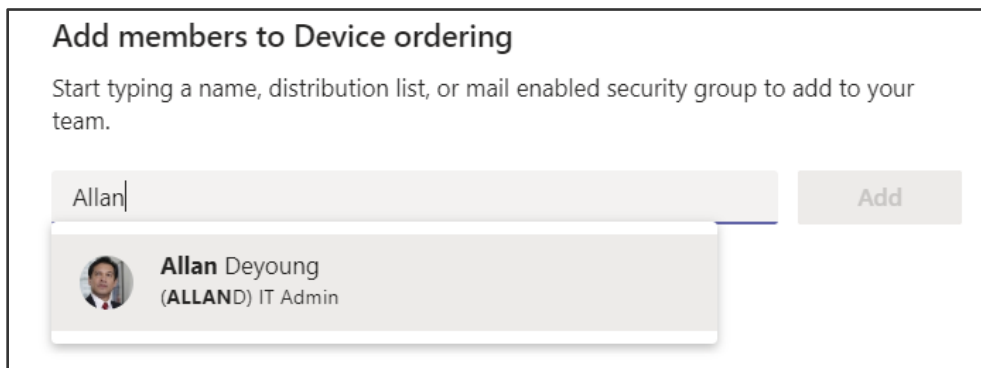 Add members to Device ordering
Start typing a name, distribution list, or mail enabled security group to add to your
team.
Allan
Add
Allan Deyoung
(ALLAND) IT Admin